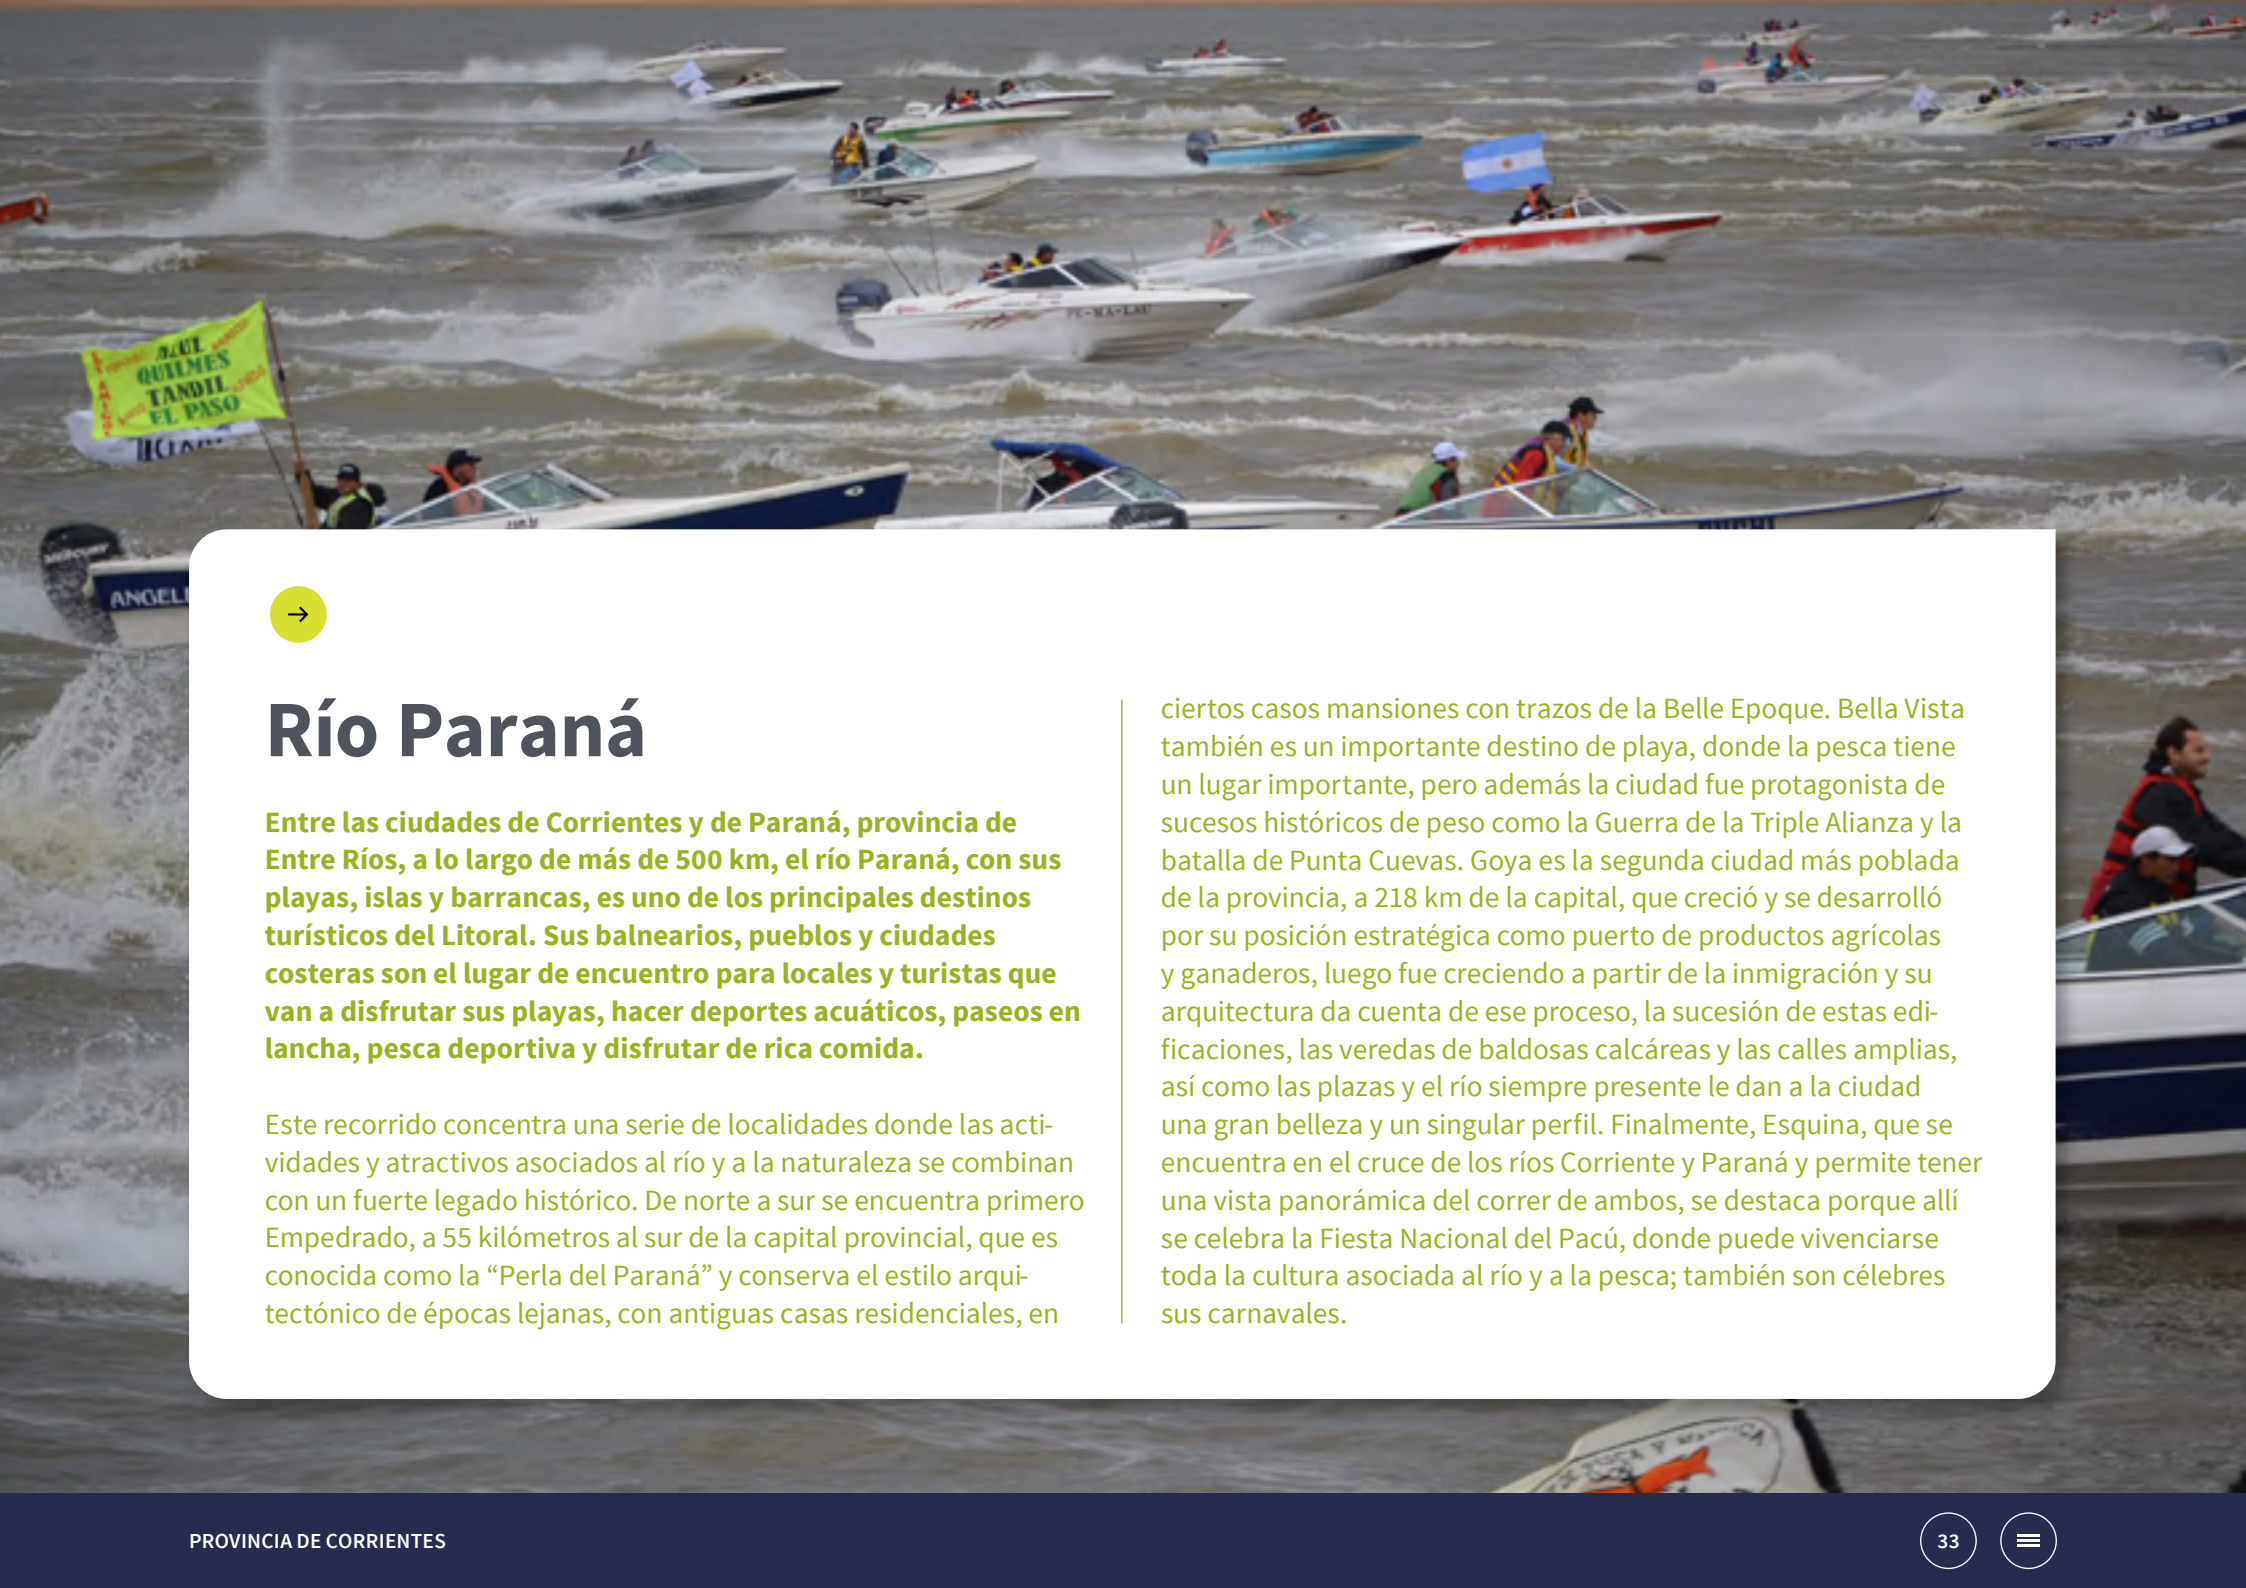 AZUL
QUILMES
TANDIL
EL PASO
AMIGOS
PE-MA-LAU
ANGEL
Río Paraná
Entre las ciudades de Corrientes y de Paraná, provincia de
Entre Ríos, a lo largo de más de 500 km, el río Paraná, con sus
playas, islas y barrancas, es uno de los principales destinos
turísticos del Litoral. Sus balnearios, pueblos y ciudades
costeras son el lugar de encuentro para locales y turistas que
van a disfrutar sus playas, hacer deportes acuáticos, paseos en
lancha, pesca deportiva y disfrutar de rica comida.
Este recorrido concentra una serie de localidades donde las acti-
vidades y atractivos asociados al río y a la naturaleza se combinan
con un fuerte legado histórico. De norte a sur se encuentra primero
Empedrado, a 55 kilómetros al sur de la capital provincial, que es
conocida como la “Perla del Paraná” y conserva el estilo arqui-
tectónico de épocas lejanas, con antiguas casas residenciales, en
ciertos casos mansiones con trazos de la Belle Epoque. Bella Vista
también es un importante destino de playa, donde la pesca tiene
un lugar importante, pero además la ciudad fue protagonista de
sucesos históricos de peso como la Guerra de la Triple Alianza y la
batalla de Punta Cuevas. Goya es la segunda ciudad más poblada
de la provincia, a 218 km de la capital, que creció y se desarrolló
por su posición estratégica como puerto de productos agrícolas
y ganaderos, luego fue creciendo a partir de la inmigración y su
arquitectura da cuenta de ese proceso, la sucesión de estas edi-
ficaciones, las veredas de baldosas calcáreas y las calles amplias,
así como las plazas y el río siempre presente le dan a la ciudad
una gran belleza y un singular perfil. Finalmente, Esquina, que se
encuentra en el cruce de los ríos Corriente y Paraná y permite tener
una vista panorámica del correr de ambos, se destaca porque allí
se celebra la Fiesta Nacional del Pacú, donde puede vivenciarse
toda la cultura asociada al río y a la pesca; también son célebres
sus carnavales.
PROVINCIA DE CORRIENTES
33